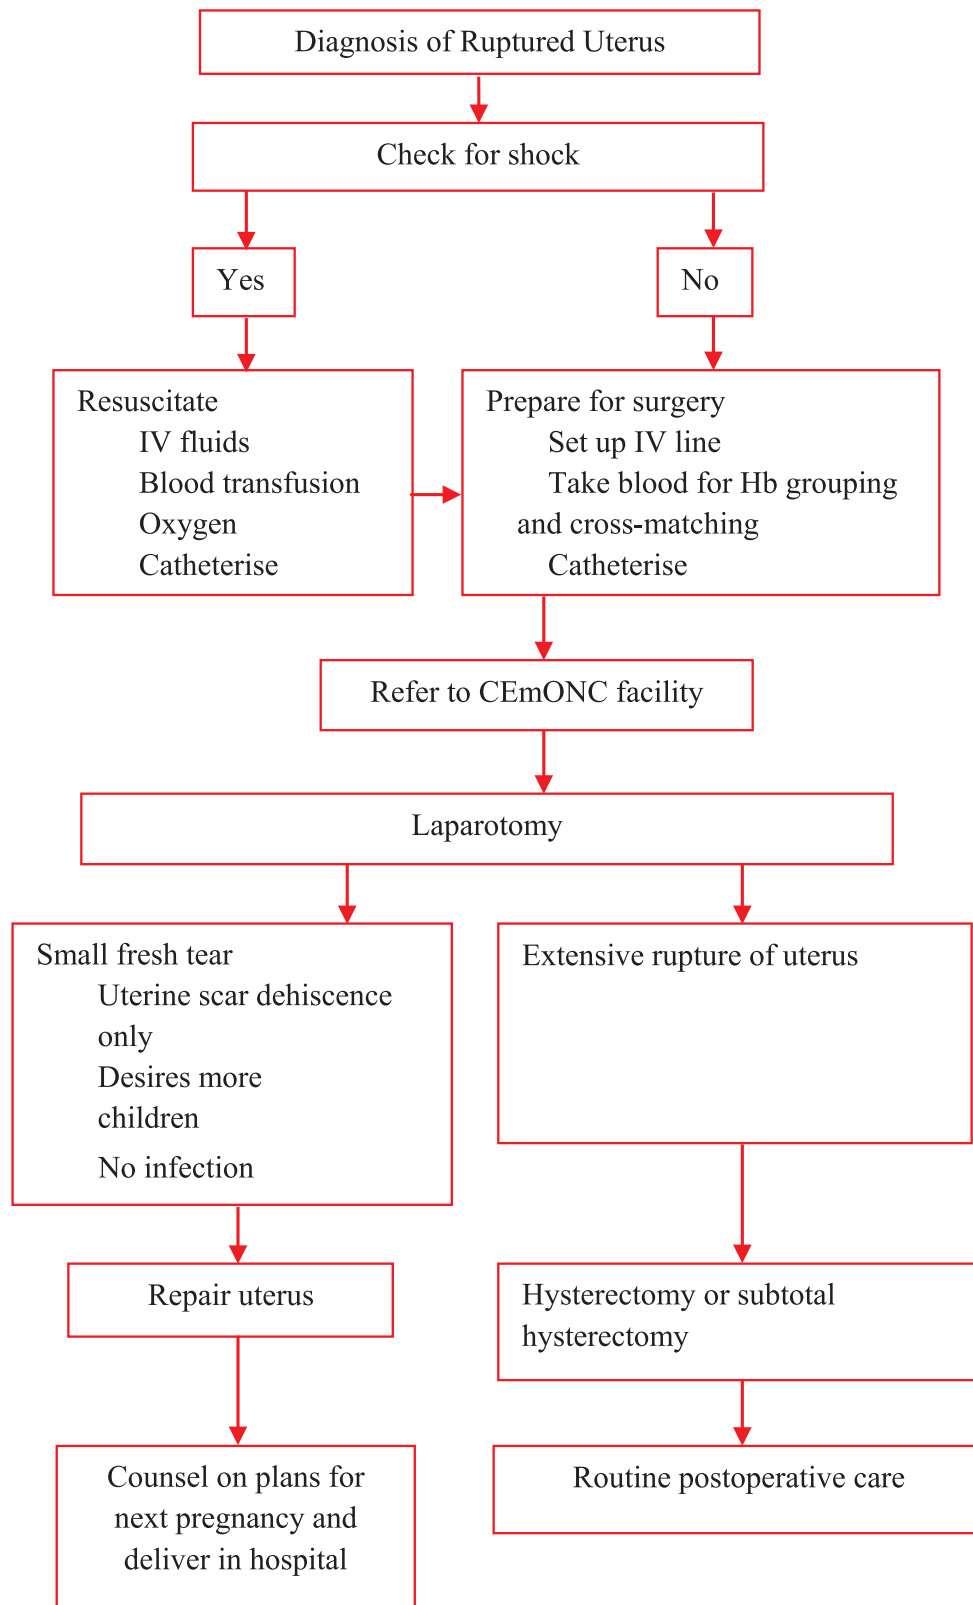 Diagnosis of Ruptured Uterus
Check for shock
Yes
No
Resuscitate
IV fluids
Blood transfusion
Oxygen
Catheterise
Prepare for surgery
Set up IV line
Take blood for Hb grouping
and cross-matching
Catheterise
Refer to CEmONC facility
Laparotomy
Small fresh tear
Uterine scar dehiscence
only
Desires more
children
No infection
Extensive rupture of uterus
Repair uterus
Hysterectomy or subtotal
hysterectomy
Counsel on plans for
next pregnancy and
deliver in hospital
Routine postoperative care